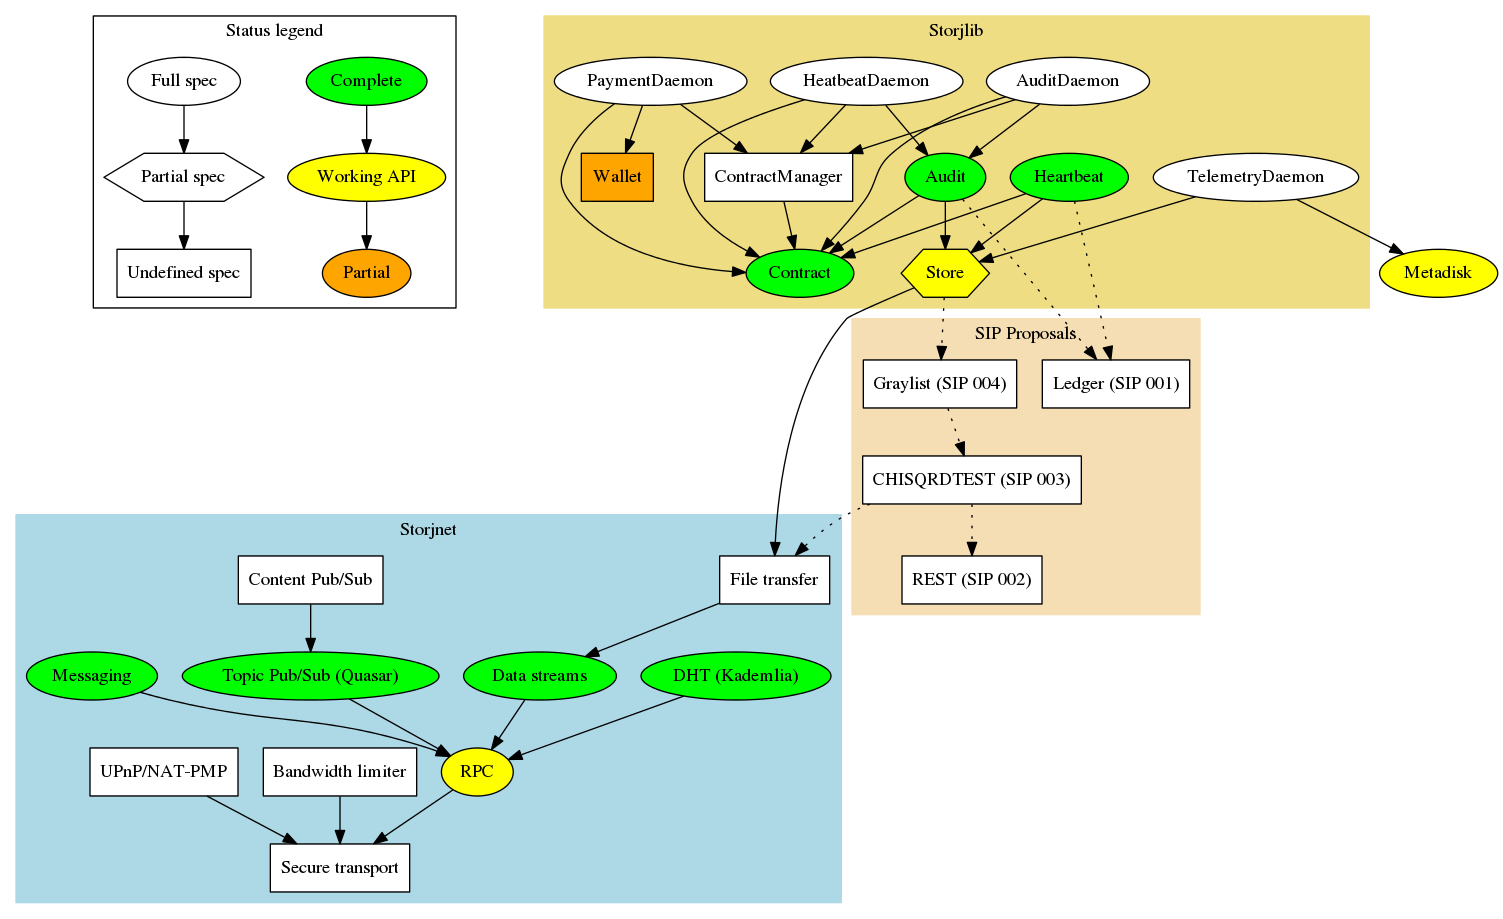 Status legend
Full spec
Complete
Partial spec
Working API
Undefined spec
Partial
Storjlib
PaymentDaemon
HeatbeatDaemon
AuditDaemon
Wallet
ContractManager
Audit
Heartbeat
TelemetryDaemon
Contract
Store
Metadisk
SIP Proposals
Graylist (SIP 004)
Ledger (SIP 001)
CHISQRDTEST (SIP 003)
REST (SIP 002)
Storjnet
Content Pub/Sub
File transfer
Messaging
Topic Pub/Sub (Quasar)
Data streams
DHT (Kademlia)
UPnP/NAT-PMP
Bandwidth limiter
RPC
Secure transport